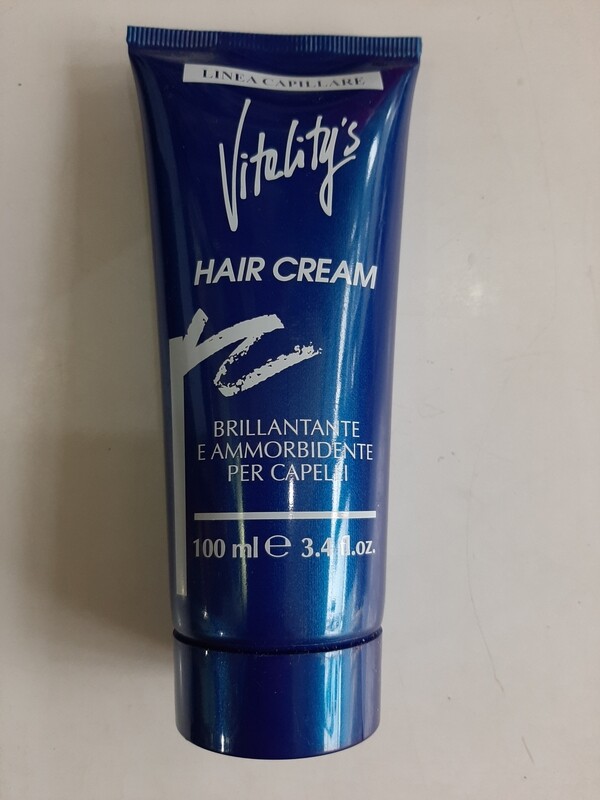 LINEA CAPILLARE
Vitality's
HAIR CREAM
BRILLANTANTE
E AMMORBIDENTE
PER CAPELLI
100 ml ℮ 3.4 fl.oz.